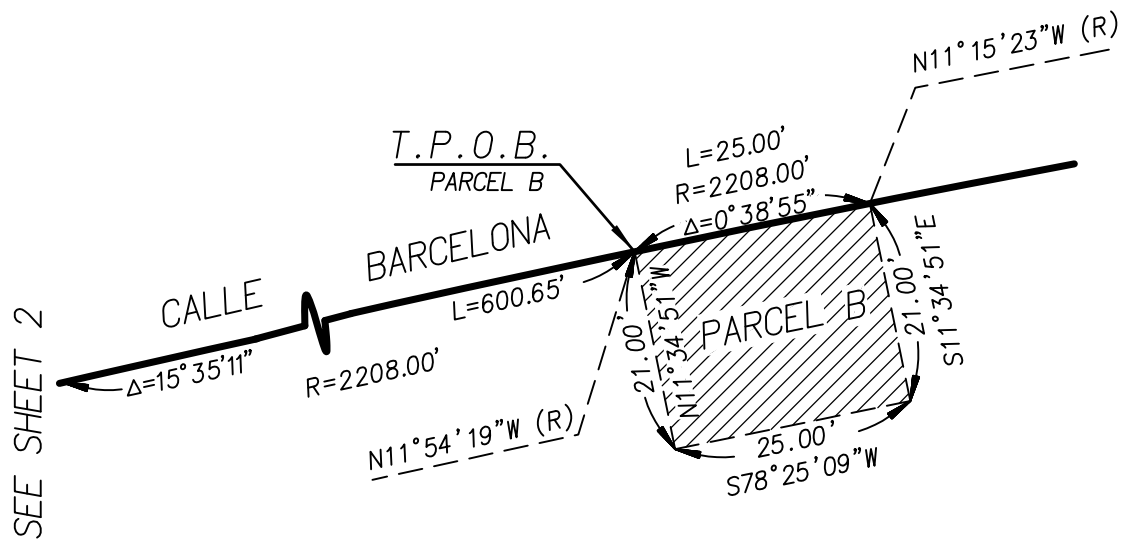 N11°15'23"W (R)
T.P.O.B.
PARCEL B
L=25.00'
R=2208.00'
Δ=0°38'55"
CALLE BARCELONA
L=600.65'
Δ=15°35'11"
R=2208.00'
SEE SHEET 2
N11°54'19"W (R)
21.00'
N11°34'51"W
PARCEL B
21.00'
S11°34'51"E
25.00'
S78°25'09"W